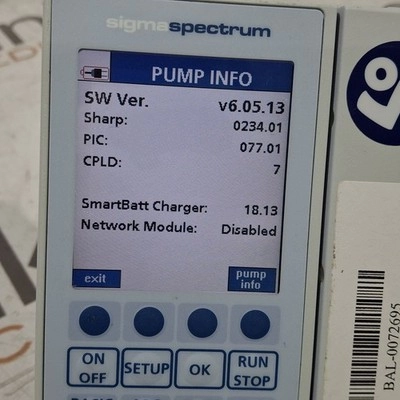 sigmaspectrum
PUMP INFO
SW Ver. v6.05.13
Sharp: 0234.01
PIC: 077.01
CPLD: 7
SmartBatt Charger: 18.13
Network Module: Disabled
exit pump info
ON OFF SETUP OK RUN STOP
BAL-0072695